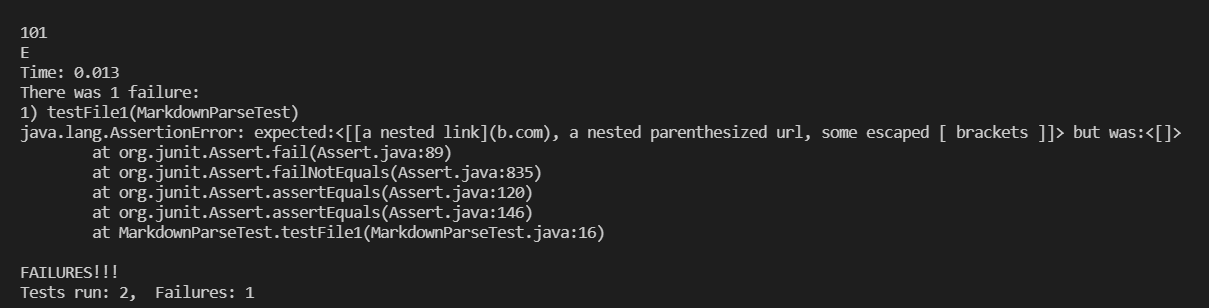 101
E
Time: 0.013
There was 1 failure:
1) testFile1(MarkdownParseTest)
java.lang.AssertionError: expected:<[[a nested link](b.com), a nested parenthesized url, some escaped [ brackets ]]> but was:<[]>
        at org.junit.Assert.fail(Assert.java:89)
        at org.junit.Assert.failNotEquals(Assert.java:835)
        at org.junit.Assert.assertEquals(Assert.java:120)
        at org.junit.Assert.assertEquals(Assert.java:146)
        at MarkdownParseTest.testFile1(MarkdownParseTest.java:16)
FAILURES!!!
Tests run: 2,  Failures: 1